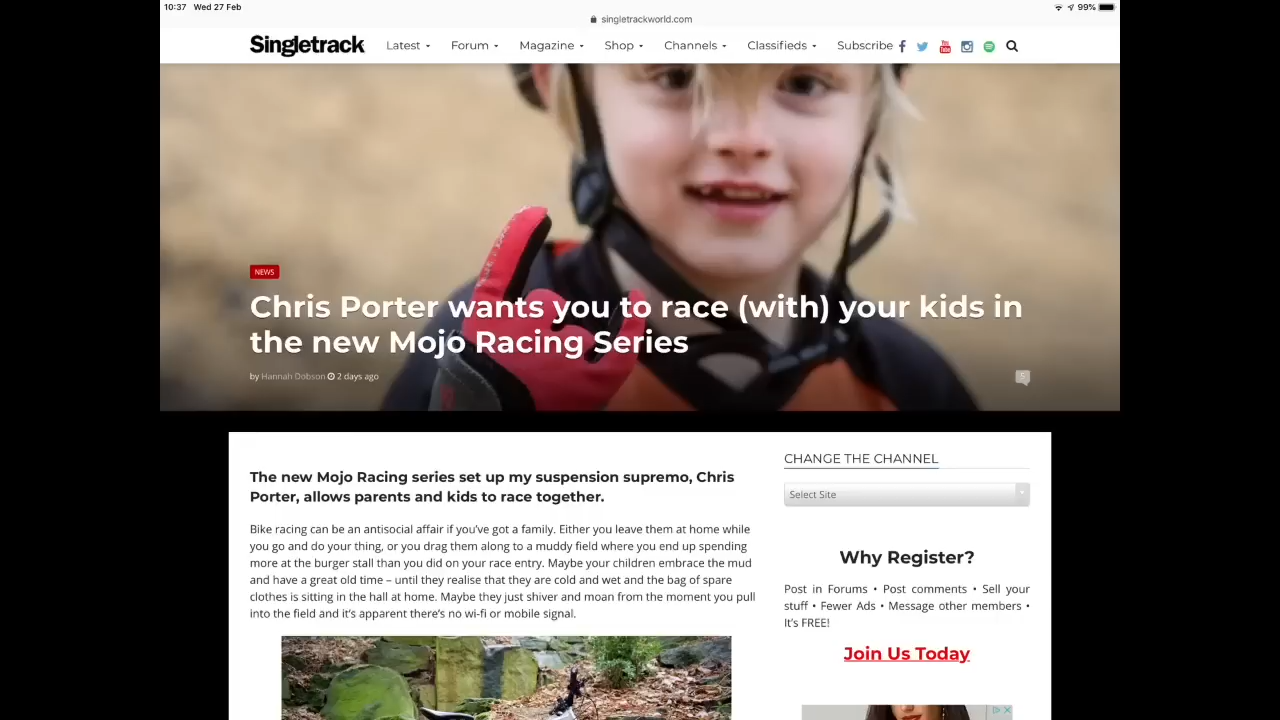 10:37 Wed 27 Feb
99%
singletrackworld.com
Singletrack Latest Forum Magazine Shop Channels Classifieds Subscribe
You Tube
NEWS
Chris Porter wants you to race (with) your kids in
the new Mojo Racing Series
by Hannah Dobson 2 days ago
5
The new Mojo Racing series set up my suspension supremo, Chris
Porter, allows parents and kids to race together.
Bike racing can be an antisocial affair if you've got a family. Either you leave them at home while
you go and do your thing, or you drag them along to a muddy field where you end up spending
more at the burger stall than you did on your race entry. Maybe your children embrace the mud
and have a great old time – until they realise that they are cold and wet and the bag of spare
clothes is sitting in the hall at home. Maybe they just shiver and moan from the moment you pull
into the field and it's apparent there's no wi-fi or mobile signal.
CHANGE THE CHANNEL
Select Site
Why Register?
Post in Forums • Post comments • Sell your
stuff • Fewer Ads • Message other members •
It's FREE!
Join Us Today